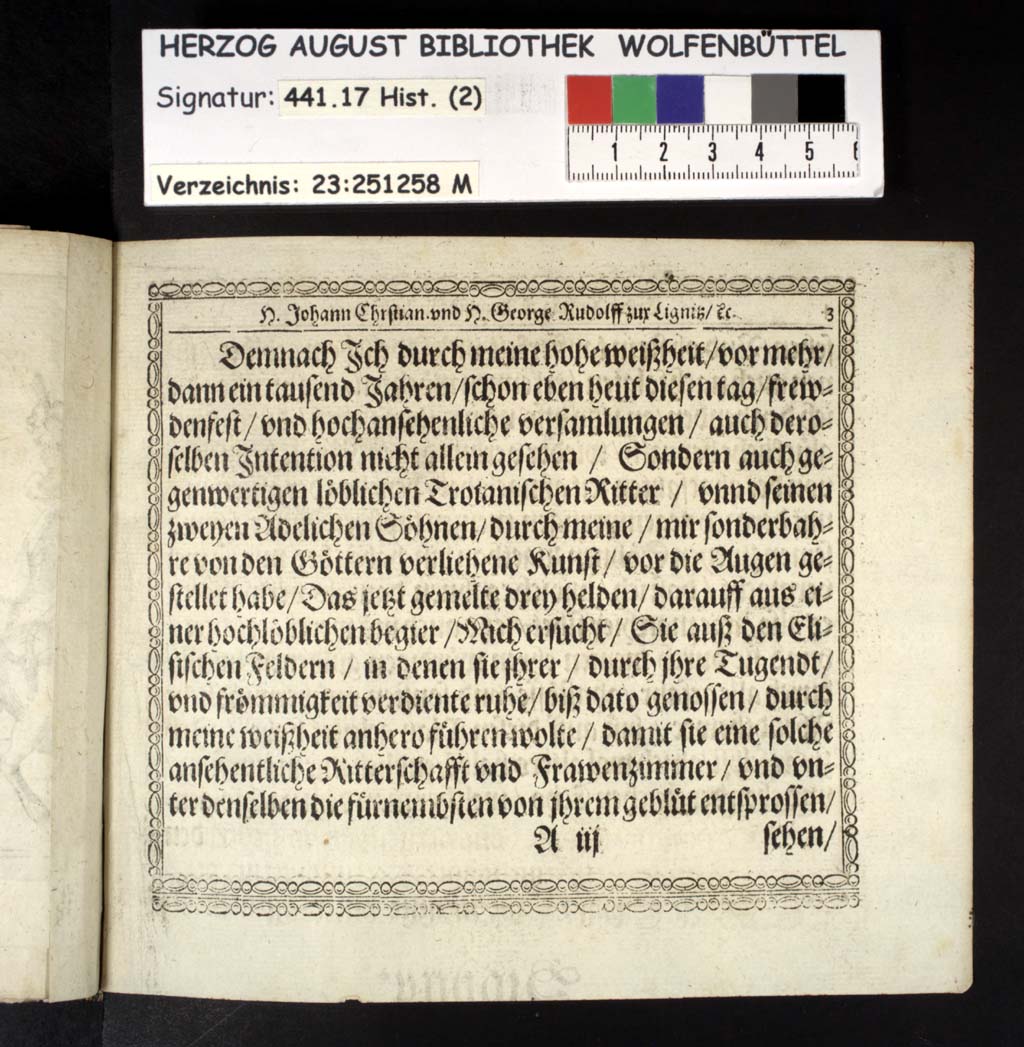 HERZOG AUGUST BIBLIOTHEK WOLFENBÜTTEL
Signatur: 441.17 Hist. (2)
1 2 3 4 5 6
Verzeichnis: 23:251258 M
H. Johann Christian vnd H. George Rudolff zur Lignitz/ ꝛc. 3
Demnach Ich durch meine hohe weißheit/vor mehr/
dann ein tausend Jahren/schon eben heut diesen tag/frew⸗
denfest/ vnd hochansehenliche versamlungen / auch dero⸗
selben Intention nicht allein gesehen / Sondern auch ge⸗
genwertigen löblichen Troianischen Ritter / vnnd seinen
zweyen Adelichen Söhnen/ durch meine / mir sonderbah⸗
re von den Göttern verliehene Kunst/ vor die Augen ge⸗
stellet habe/ Das jetzt gemelte drey helden/ darauff aus ei⸗
ner hochlöblichen begier /Mich ersucht/ Sie auß den Eli⸗
sischen Feldern / in denen sie jhrer / durch jhre Tugendt/
vnd frömmigkeit verdiente ruhe/ biß dato genossen/ durch
meine weißheit anhero führen wolte / damit sie eine solche
ansehentliche Ritterschafft vnd Frawenzimmer/ vnd vn⸗
ter denselben die fürnembsten von jhrem geblüt entsprossen/
A iij sehen/